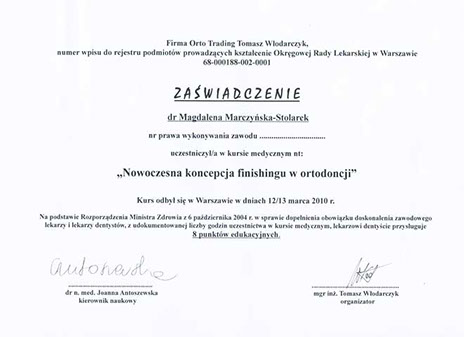 Firma Orto Trading Tomasz Włodarczyk,
numer wpisu do rejestru podmiotów prowadzących kształcenie Okręgowej Rady Lekarskiej w Warszawie
68-000188-002-0001
ZAŚWIADCZENIE
dr Magdalena Marczyńska-Stolarek
nr prawa wykonywania zawodu ..................................
uczestniczył/a w kursie medycznym nt:
„Nowoczesna koncepcja finishingu w ortodoncji”
Kurs odbył się w Warszawie w dniach 12/13 marca 2010 r.
Na podstawie Rozporządzenia Ministra Zdrowia z 6 października 2004 r. w sprawie dopełnienia obowiązku doskonalenia zawodowego
lekarzy i lekarzy dentystów, z udokumentowanej liczby godzin uczestnictwa w kursie medycznym, lekarzowi dentyście przysługuje
8 punktów edukacyjnych.
dr n. med. Joanna Antoszewska
kierownik naukowy
mgr inż. Tomasz Włodarczyk
organizator